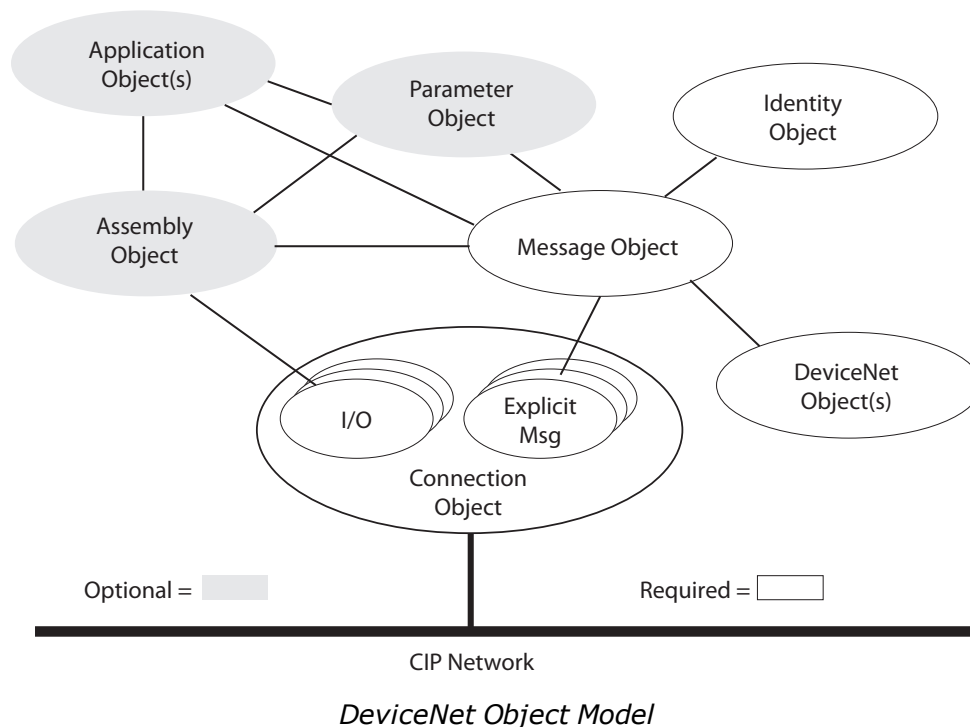 Application
Object(s)
Parameter
Object
Identity
Object
Assembly
Object
Message Object
DeviceNet
Object(s)
I/O
Explicit
Msg
Connection
Object
Optional =
Required =
CIP Network
DeviceNet Object Model